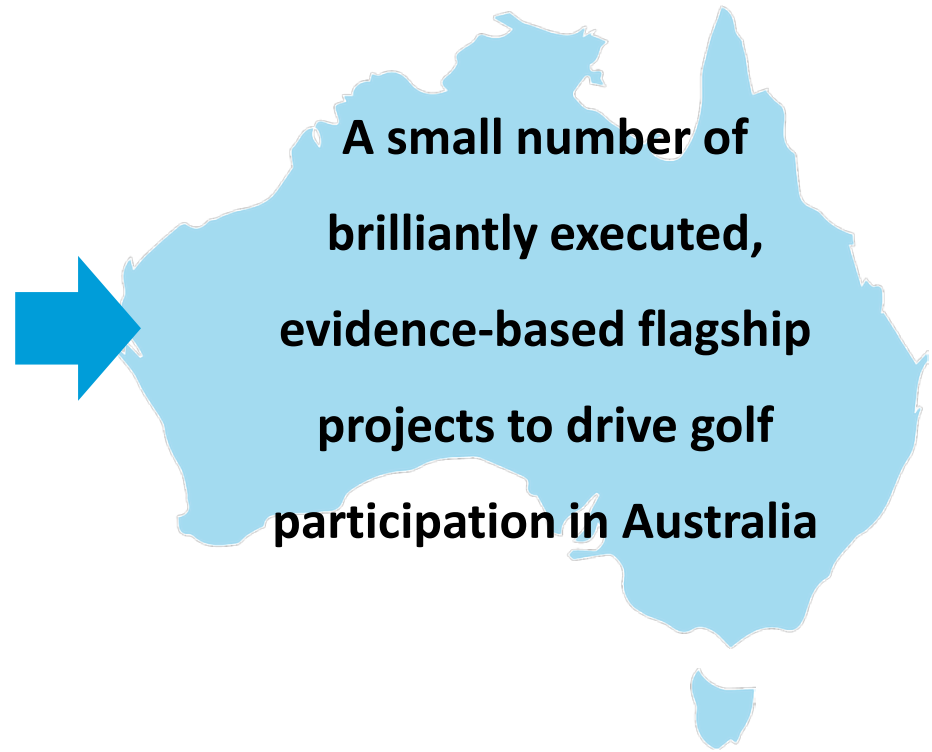 A small number of
brilliantly executed,
evidence-based flagship
projects to drive golf
participation in Australia